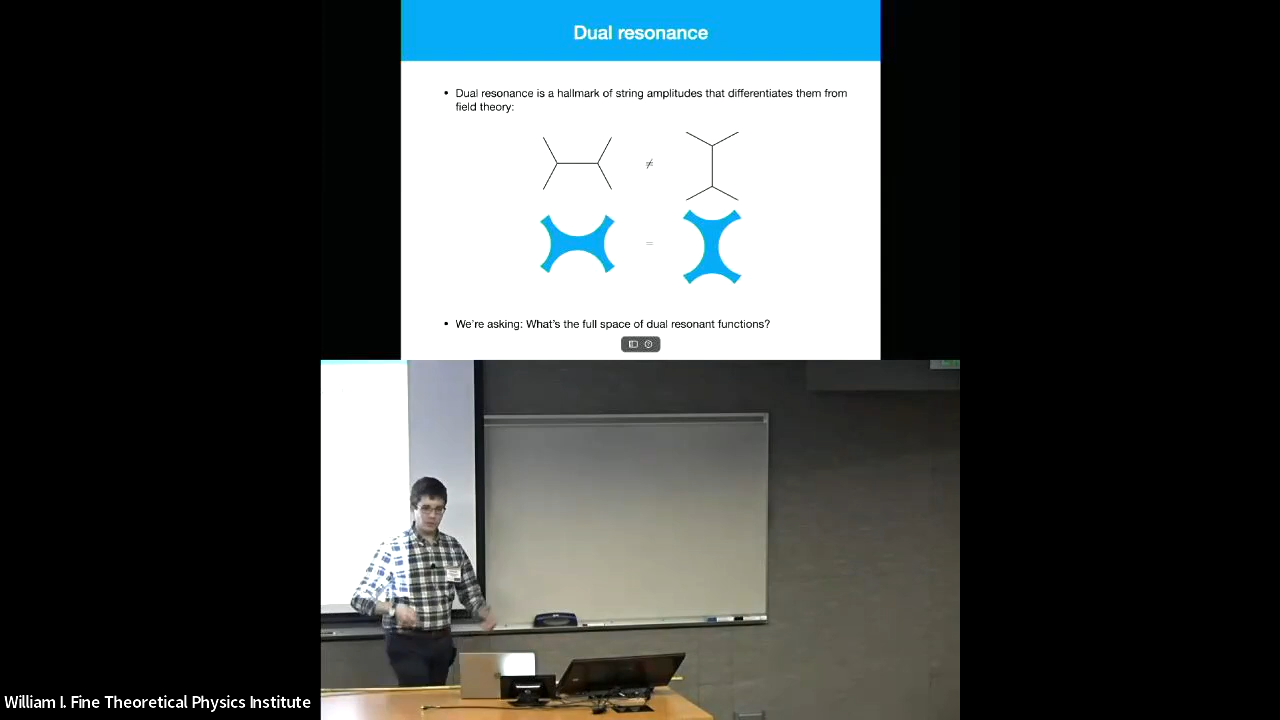 Dual resonance
• Dual resonance is a hallmark of string amplitudes that differentiates them from
field theory:
≠
=
• We're asking: What's the full space of dual resonant functions?
William I. Fine Theoretical Physics Institute